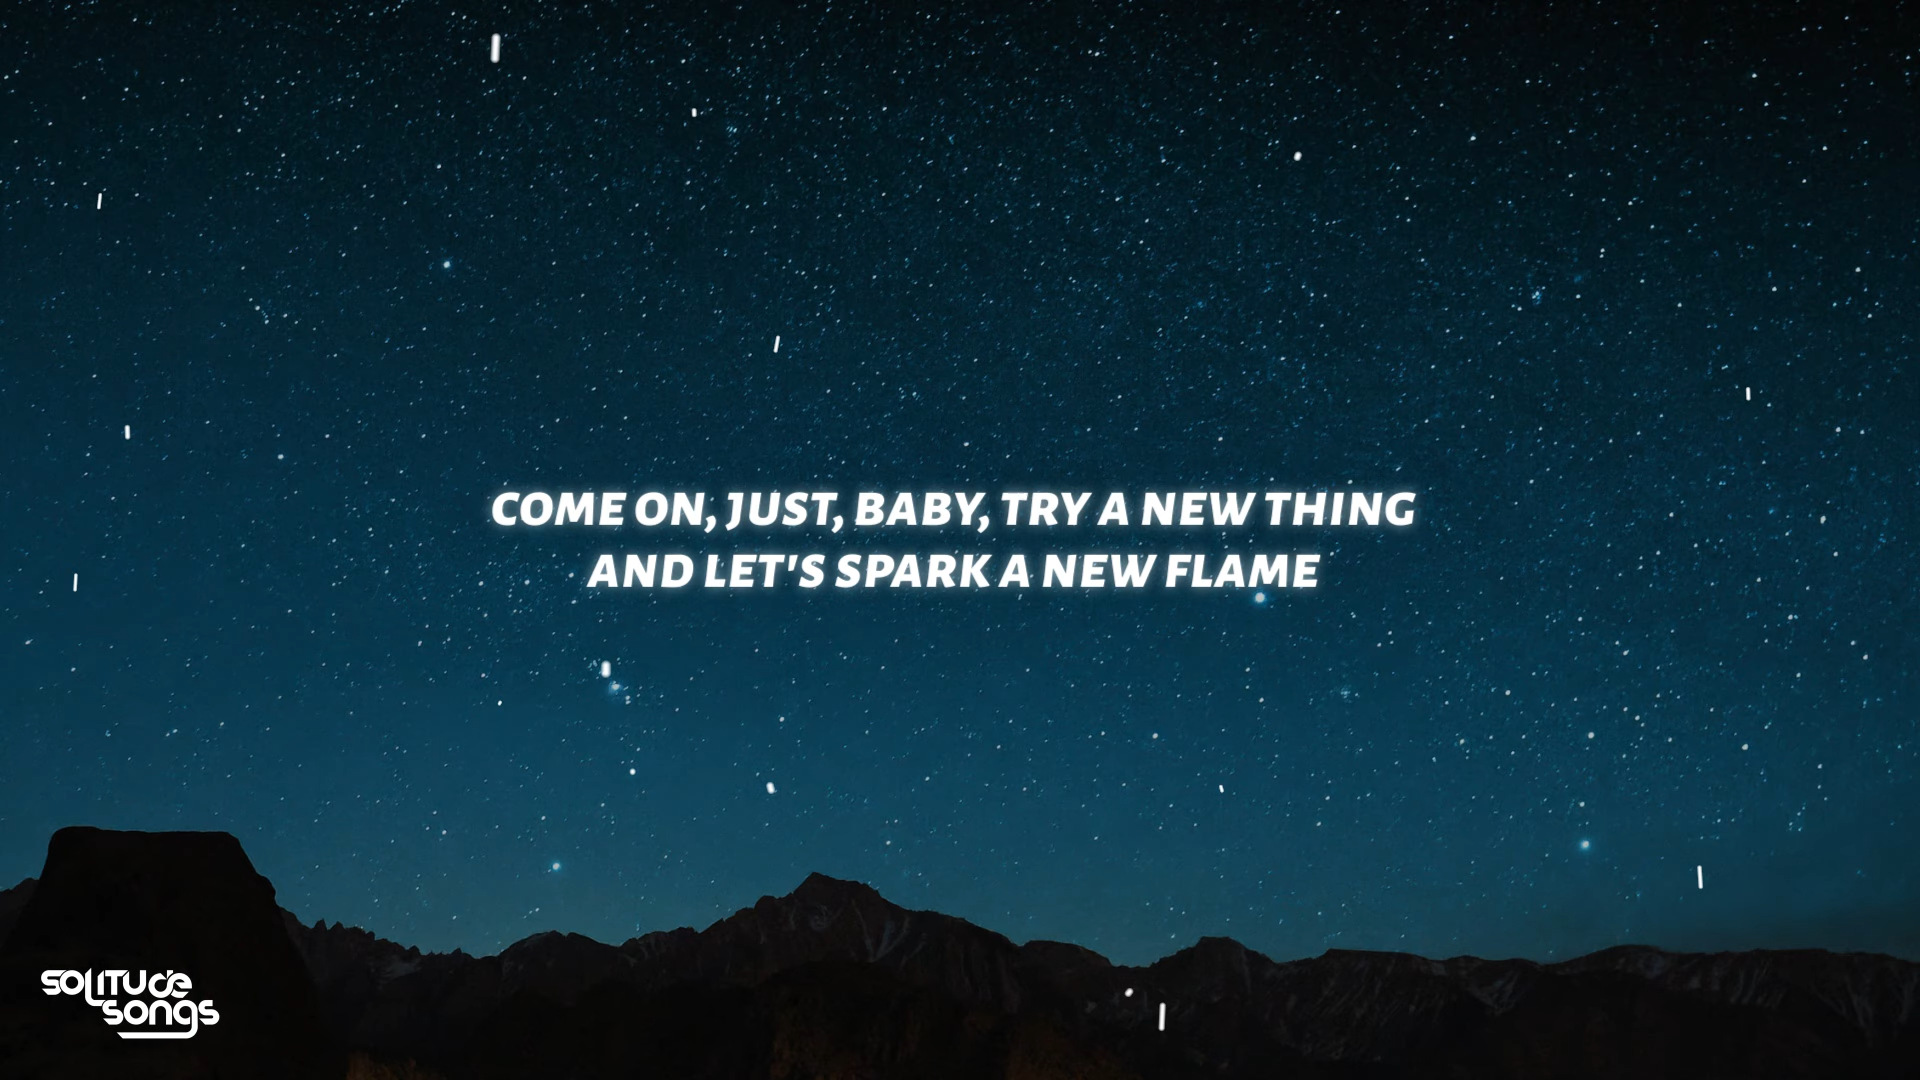 COME ON, JUST, BABY, TRY A NEW THING
AND LET'S SPARK A NEW FLAME
SOLITUDE
SONGS